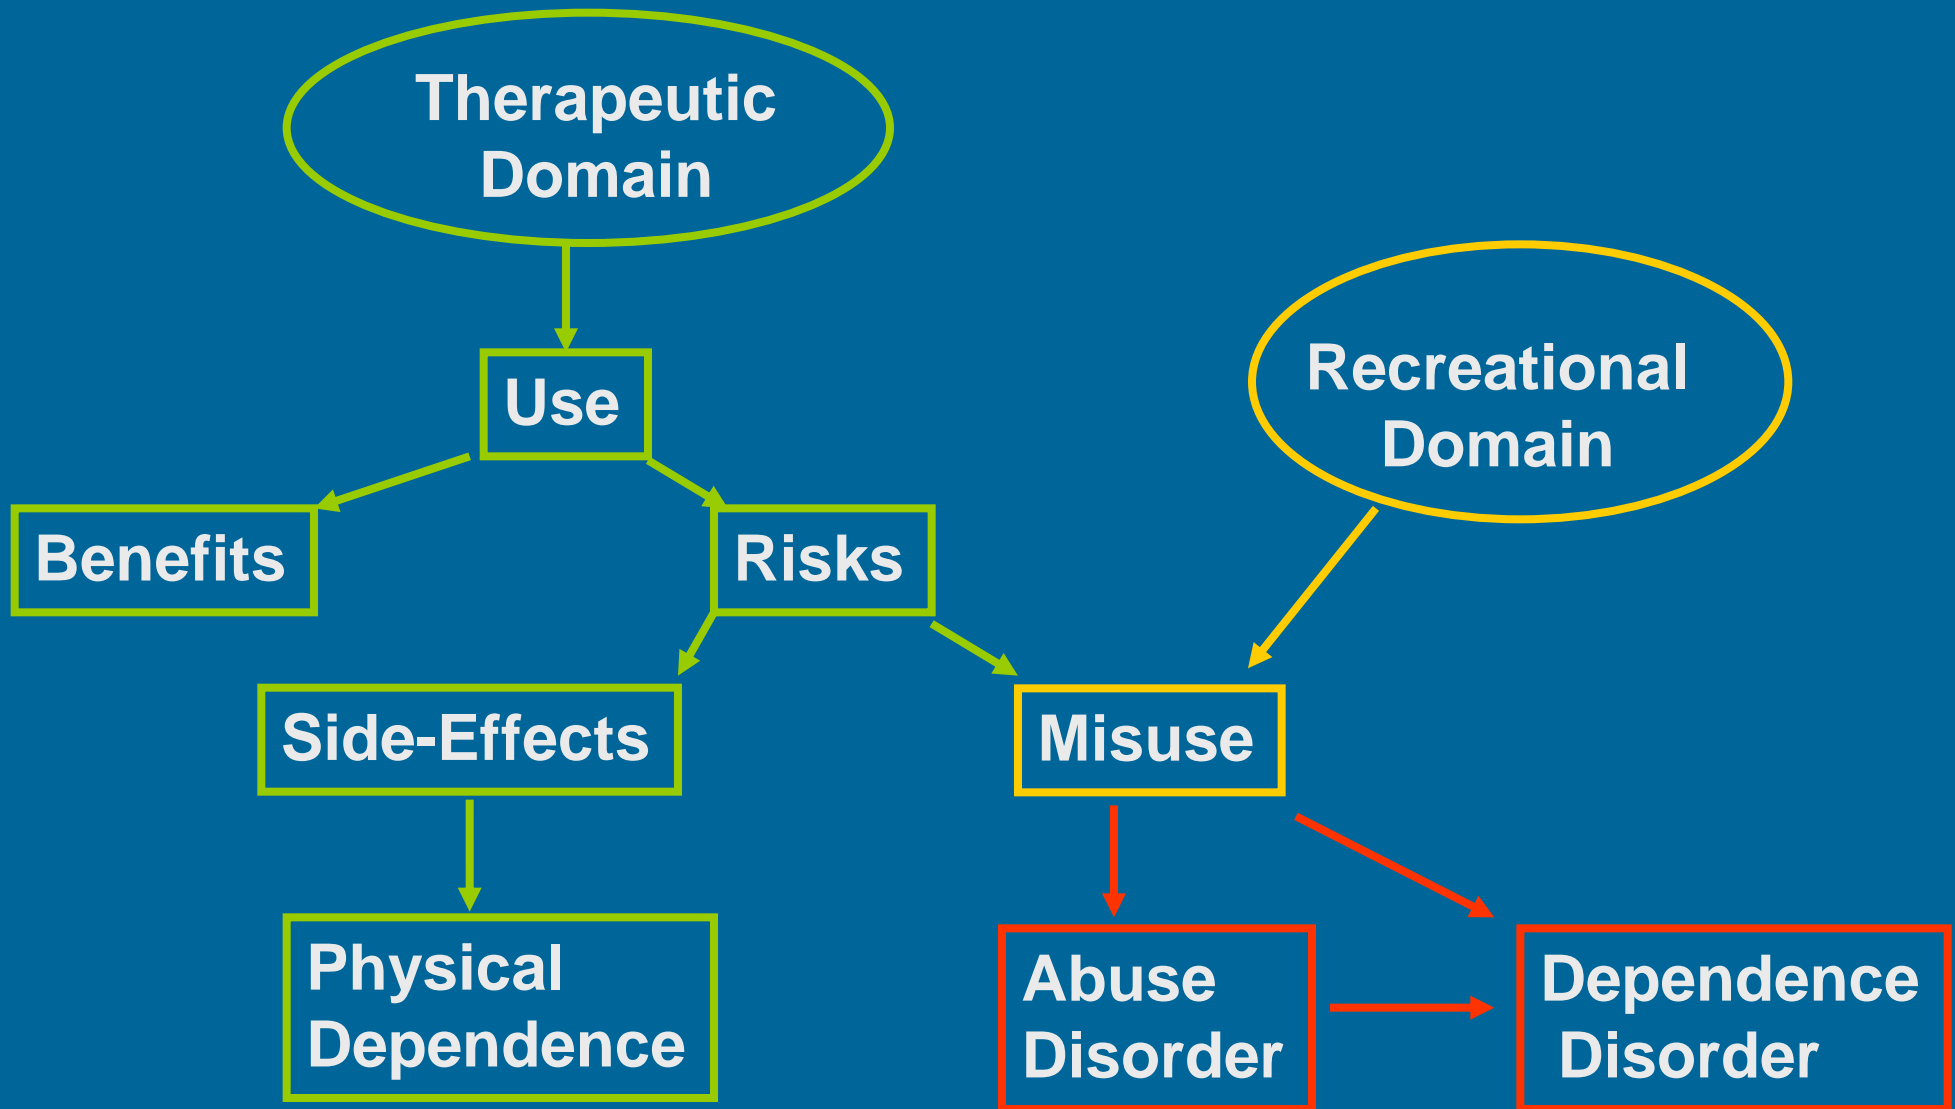 Therapeutic
Domain
Recreational
Domain
Use
Benefits
Risks
Side-Effects
Misuse
Physical
Dependence
Abuse
Disorder
Dependence
Disorder